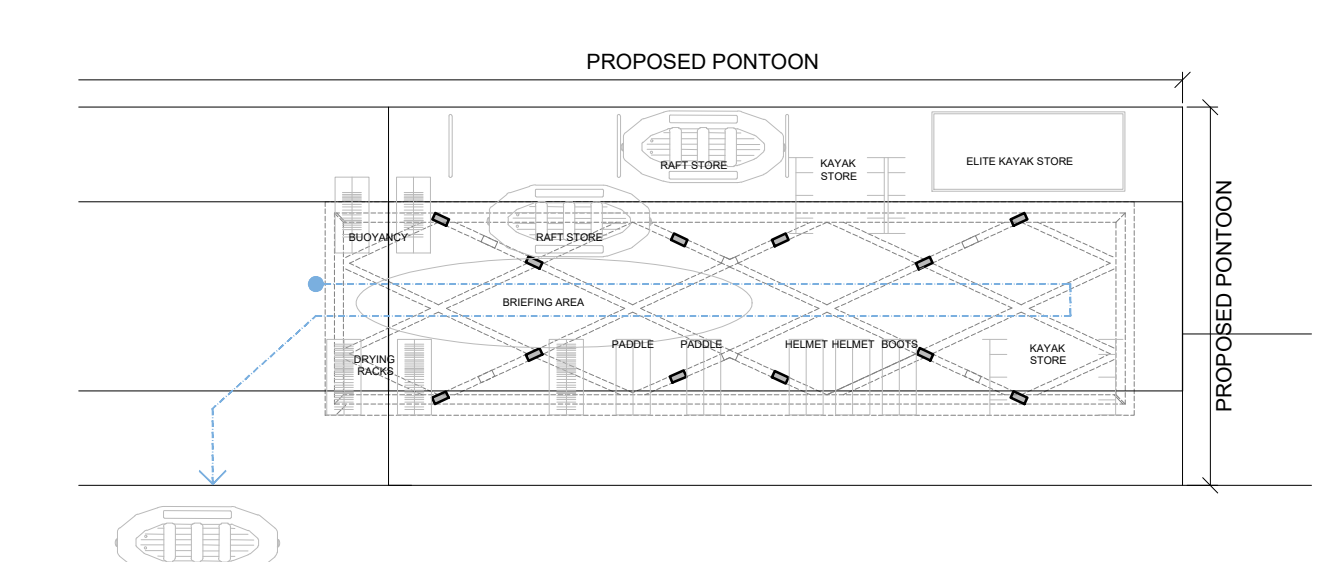 PROPOSED PONTOON
RAFT STORE
KAYAK
STORE
ELITE KAYAK STORE
PROPOSED PONTOON
BUOYANCY
RAFT STORE
BRIEFING AREA
DRYING
RACKS
PADDLE
PADDLE
HELMET
HELMET
BOOTS
KAYAK
STORE